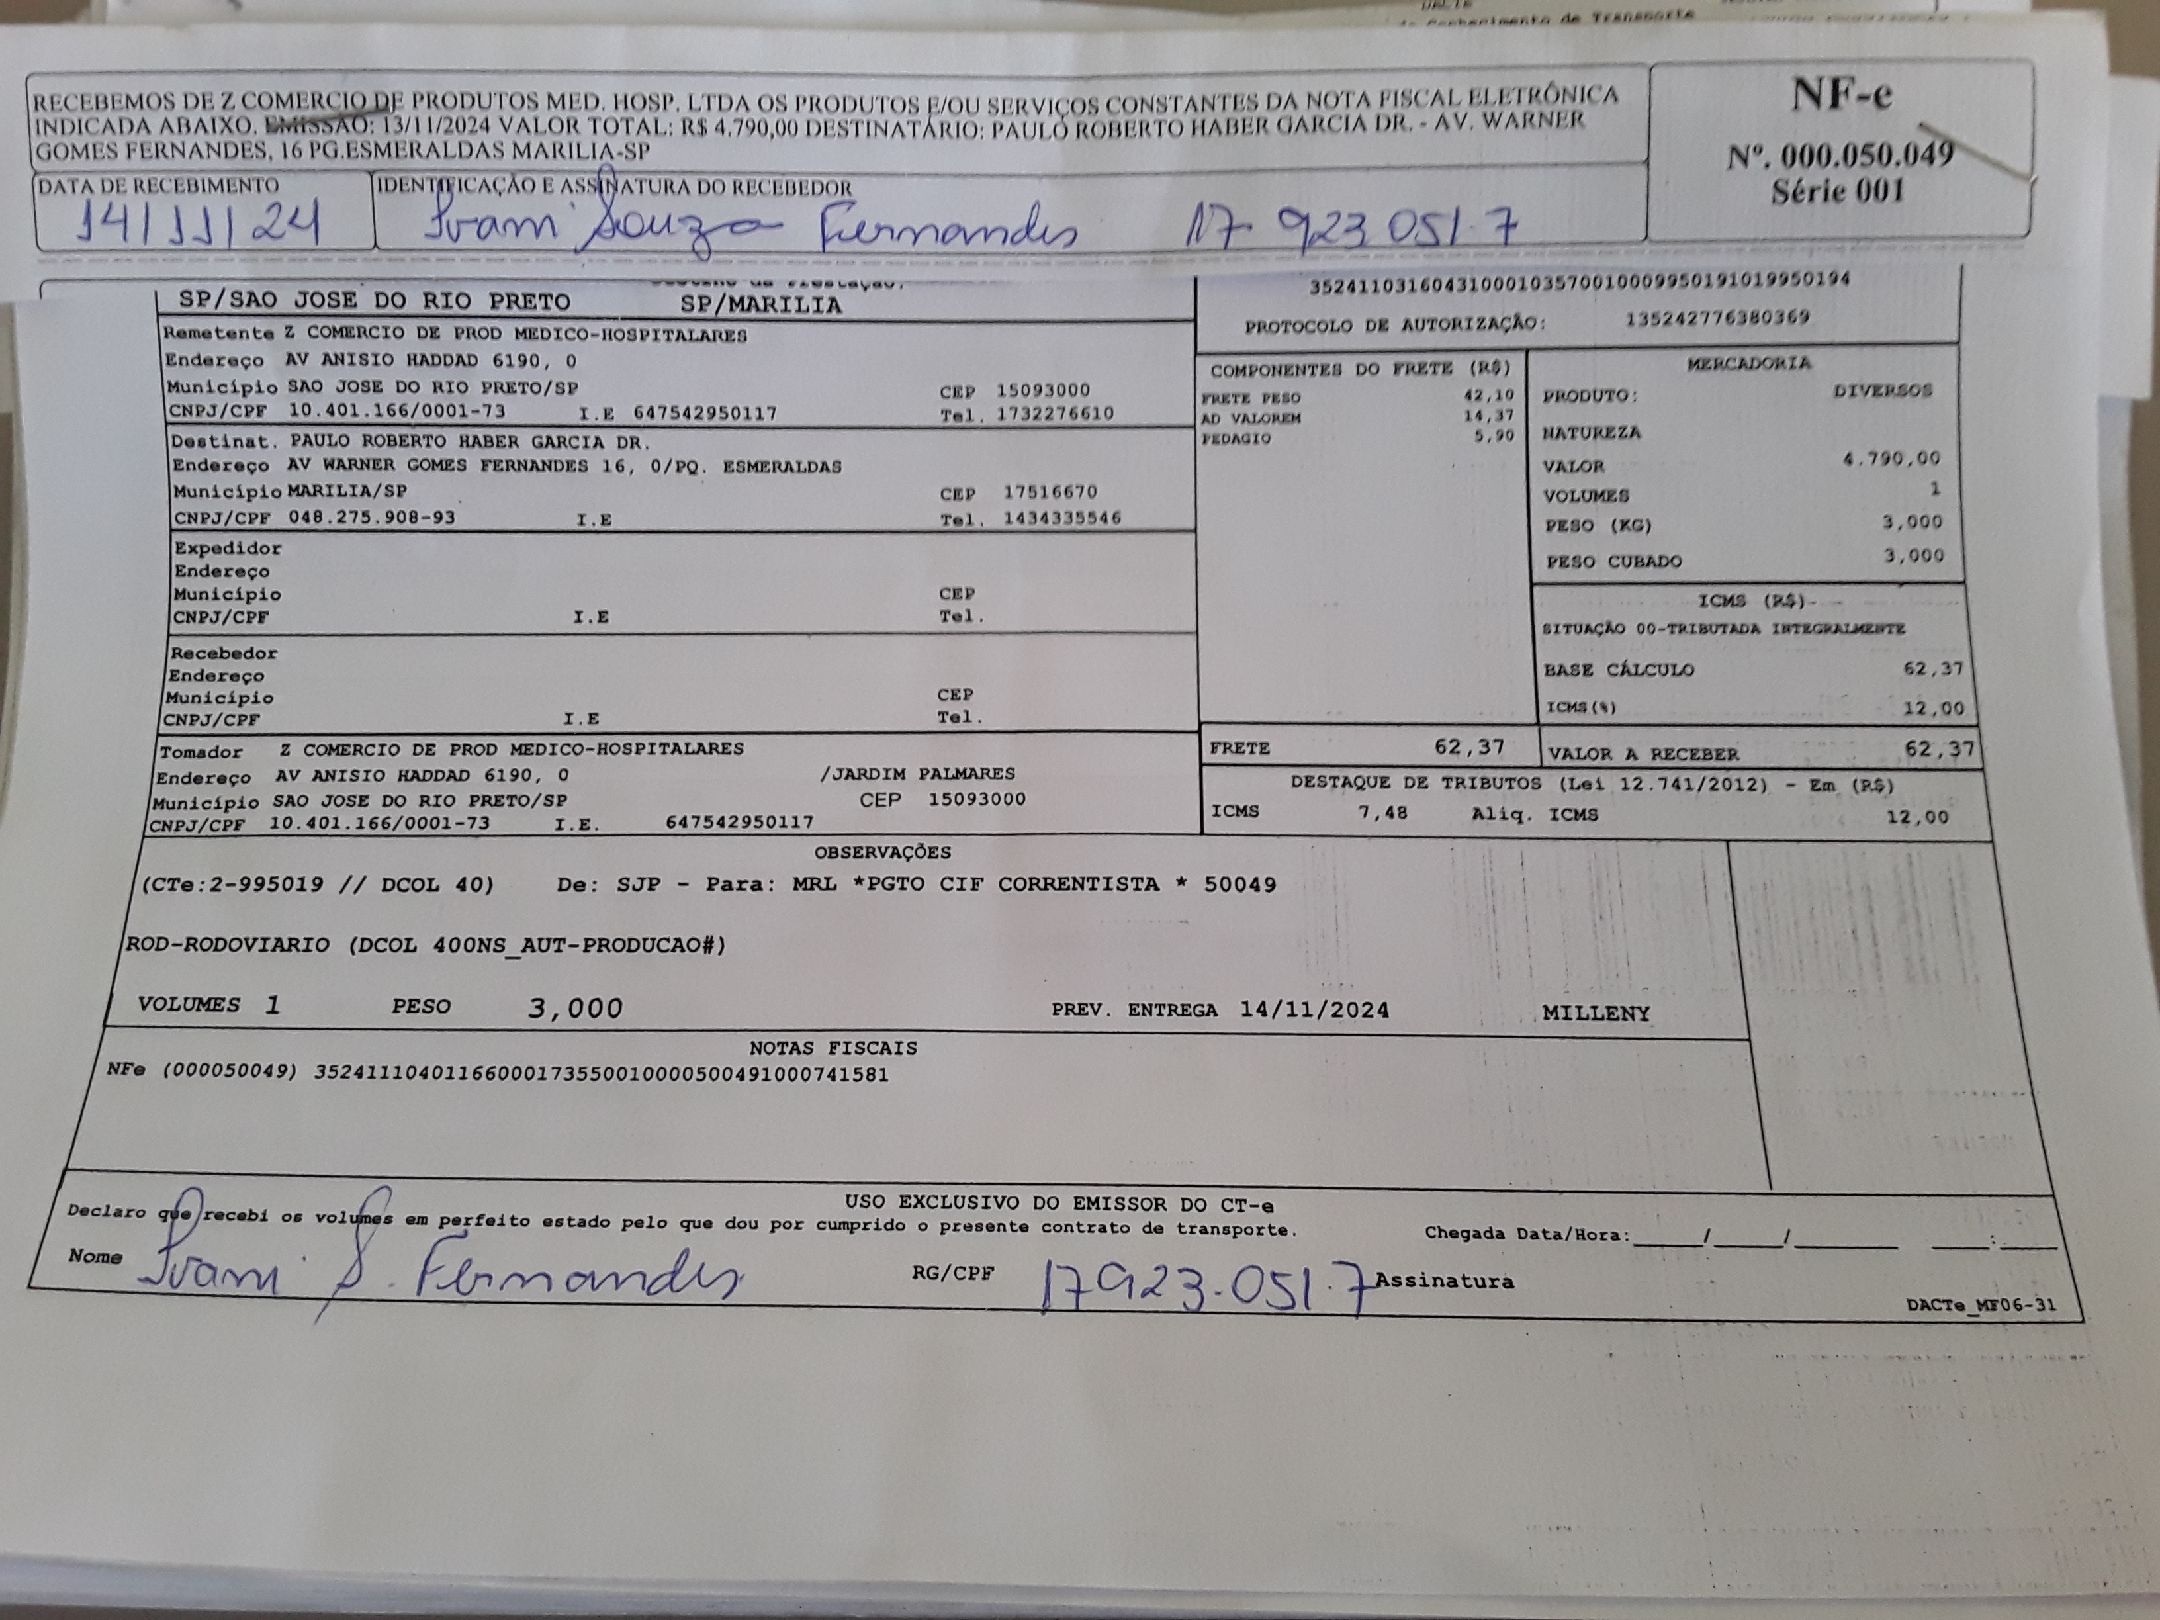 de Conhecimento de Transporte
RECEBEMOS DE Z COMERCIO DE PRODUTOS MED. HOSP. LTDA OS PRODUTOS E/OU SERVIÇOS CONSTANTES DA NOTA FISCAL ELETRÔNICA
INDICADA ABAIXO. EMISSÃO: 13/11/2024 VALOR TOTAL: R$ 4.790,00 DESTINATÁRIO: PAULO ROBERTO HABER GARCIA DR. - AV. WARNER
GOMES FERNANDES, 16 PG.ESMERALDAS MARILIA-SP
NF-e
Nº. 000.050.049
Série 001
DATA DE RECEBIMENTO
IDENTIFICAÇÃO E ASSINATURA DO RECEBEDOR
14/11/24
Ivani Souza Fernandes 17 923 051.7
SP/SAO JOSE DO RIO PRETO SP/MARILIA
35241103160431000103570010009950191019950194
PROTOCOLO DE AUTORIZAÇÃO: 135242776380369
Remetente Z COMERCIO DE PROD MEDICO-HOSPITALARES
Endereço AV ANISIO HADDAD 6190, 0
Município SAO JOSE DO RIO PRETO/SP CEP 15093000
CNPJ/CPF 10.401.166/0001-73 I.E 647542950117 Tel. 1732276610
Destinat. PAULO ROBERTO HABER GARCIA DR.
Endereço AV WARNER GOMES FERNANDES 16, 0/PQ. ESMERALDAS
Município MARILIA/SP CEP 17516670
CNPJ/CPF 048.275.908-93 I.E Tel. 1434335546
Expedidor
Endereço
Município CEP
CNPJ/CPF I.E Tel.
Recebedor
Endereço
Município CEP
CNPJ/CPF I.E Tel.
Tomador Z COMERCIO DE PROD MEDICO-HOSPITALARES
Endereço AV ANISIO HADDAD 6190, 0 /JARDIM PALMARES
Município SAO JOSE DO RIO PRETO/SP CEP 15093000
CNPJ/CPF 10.401.166/0001-73 I.E. 647542950117
COMPONENTES DO FRETE (R$)
FRETE PESO 42,10
AD VALOREM 14,37
PEDAGIO 5,90
MERCADORIA
PRODUTO: DIVERSOS
NATUREZA
VALOR 4.790,00
VOLUMES 1
PESO (KG) 3,000
PESO CUBADO 3,000
ICMS (R$)
SITUAÇÃO 00-TRIBUTADA INTEGRALMENTE
BASE CÁLCULO 62,37
ICMS(%) 12,00
FRETE 62,37
VALOR A RECEBER 62,37
DESTAQUE DE TRIBUTOS (Lei 12.741/2012) - Em (R$)
ICMS 7,48 Aliq. ICMS 12,00
OBSERVAÇÕES
(CTe:2-995019 // DCOL 40) De: SJP - Para: MRL *PGTO CIF CORRENTISTA * 50049
ROD-RODOVIARIO (DCOL 400NS_AUT-PRODUCAO#)
VOLUMES 1 PESO 3,000 PREV. ENTREGA 14/11/2024 MILLENY
NOTAS FISCAIS
NFe (000050049) 35241110401166000173550010000500491000741581
USO EXCLUSIVO DO EMISSOR DO CT-e
Declaro que recebi os volumes em perfeito estado pelo que dou por cumprido o presente contrato de transporte. Chegada Data/Hora:____/____/______ ____:____
Nome Ivani S. Fernandes RG/CPF 17923.051.7 Assinatura
DACTe_MF06-31